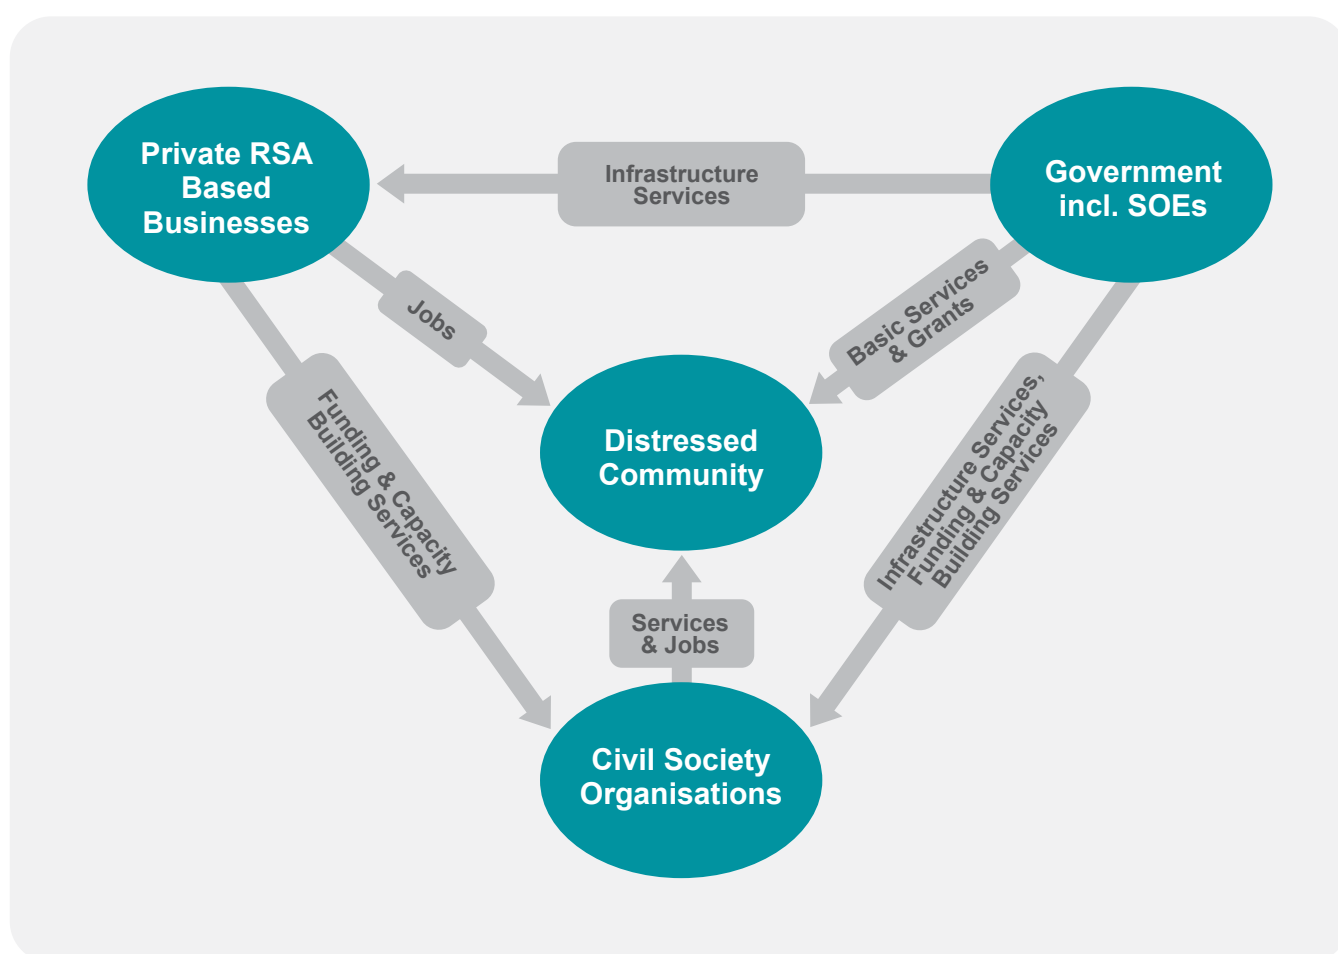 Private RSA
Based
Businesses
Infrastructure
Services
Government
incl. SOEs
Jobs
Basic Services
& Grants
Funding & Capacity
Building Services
Distressed
Community
Infrastructure Services,
Funding & Capacity
Building Services
Services
& Jobs
Civil Society
Organisations